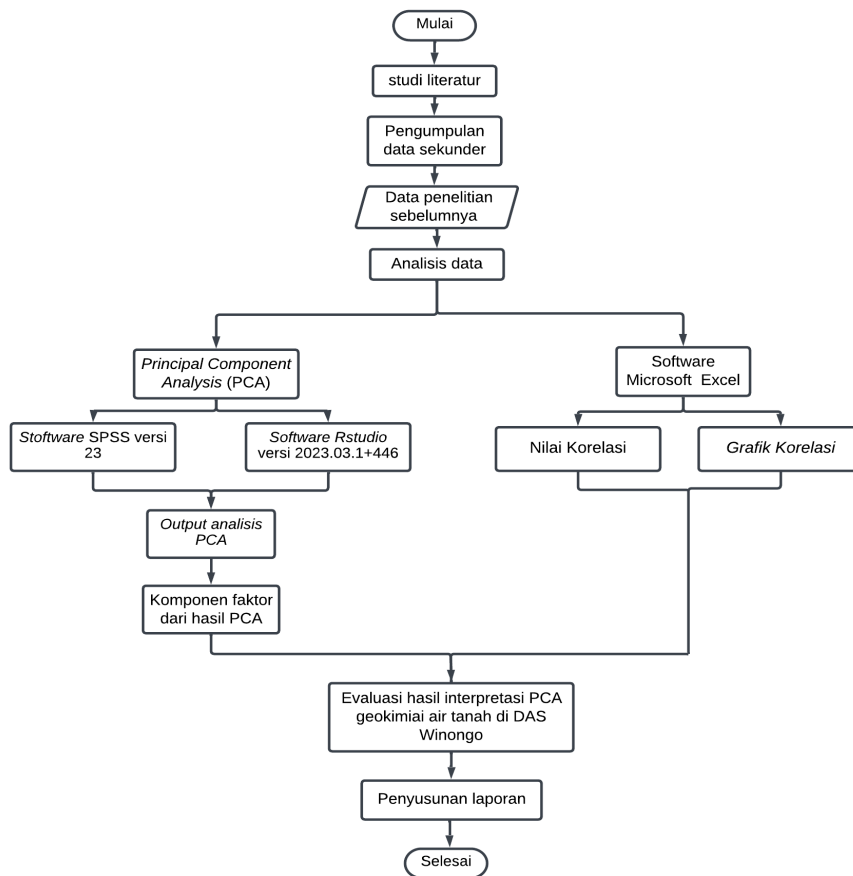 Mulai
studi literatur
Pengumpulan
data sekunder
Data penelitian
sebelumnya
Analisis data
Principal Component
Analysis (PCA)
Software
Microsoft Excel
Stoftware SPSS versi
23
Software Rstudio
versi 2023.03.1+446
Nilai Korelasi
Grafik Korelasi
Output analisis
PCA
Komponen faktor
dari hasil PCA
Evaluasi hasil interpretasi PCA
geokimiai air tanah di DAS
Winongo
Penyusunan laporan
Selesai